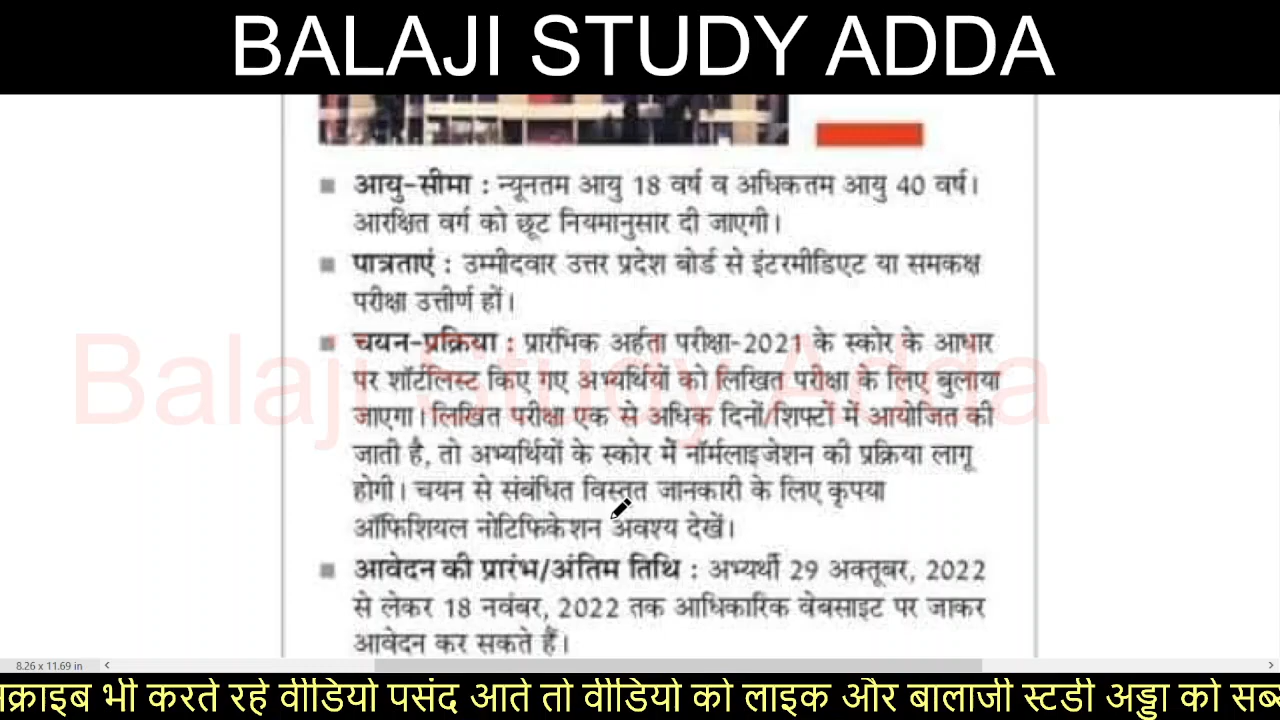 BALAJI STUDY ADDA
आयु-सीमा : न्यूनतम आयु 18 वर्ष व अधिकतम आयु 40 वर्ष।
आरक्षित वर्ग को छूट नियमानुसार दी जाएगी।
पात्रताएं : उम्मीदवार उत्तर प्रदेश बोर्ड से इंटरमीडिएट या समकक्ष
परीक्षा उत्तीर्ण हों।
चयन-प्रक्रिया : प्रारंभिक अर्हता परीक्षा-2021 के स्कोर के आधार
पर शॉर्टलिस्ट किए गए अभ्यर्थियों को लिखित परीक्षा के लिए बुलाया
जाएगा। लिखित परीक्षा एक से अधिक दिनों/शिफ्टों में आयोजित की
जाती है, तो अभ्यर्थियों के स्कोर में नॉर्मलाइजेशन की प्रक्रिया लागू
होगी। चयन से संबंधित विस्तृत जानकारी के लिए कृपया
ऑफिशियल नोटिफिकेशन अवश्य देखें।
आवेदन की प्रारंभ/अंतिम तिथि : अभ्यर्थी 29 अक्तूबर, 2022
से लेकर 18 नवंबर, 2022 तक आधिकारिक वेबसाइट पर जाकर
आवेदन कर सकते हैं।
Balaji Study Adda
8.26 x 11.69 in
क्राइब भी करते रहे वीडियो पसंद आते तो वीडियो को लाइक और बालाजी स्टडी अड्डा को सब्स